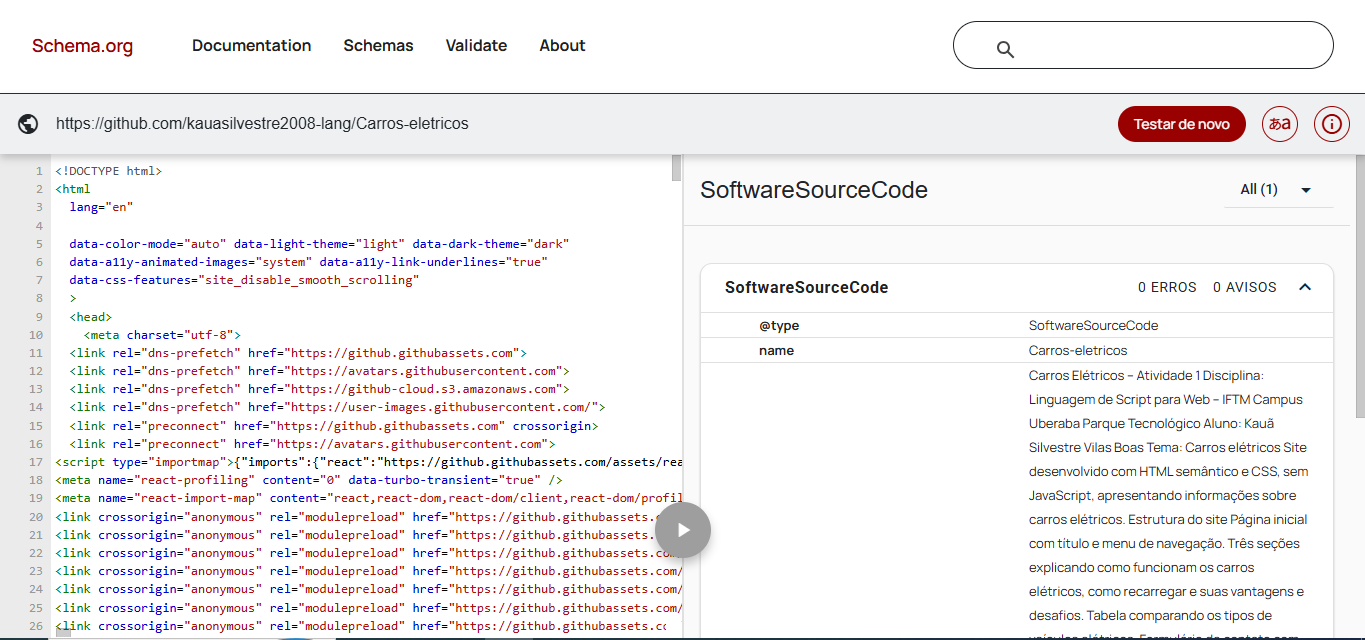 Schema.org Documentation Schemas Validate About
https://github.com/kauasilvestre2008-lang/Carros-eletricos Testar de novo あa
1 <!DOCTYPE html>
2 <html
3 lang="en"
4
5 data-color-mode="auto" data-light-theme="light" data-dark-theme="dark"
6 data-a11y-animated-images="system" data-a11y-link-underlines="true"
7 data-css-features="site_disable_smooth_scrolling"
8 >
9 <head>
10 <meta charset="utf-8">
11 <link rel="dns-prefetch" href="https://github.githubassets.com">
12 <link rel="dns-prefetch" href="https://avatars.githubusercontent.com">
13 <link rel="dns-prefetch" href="https://github-cloud.s3.amazonaws.com">
14 <link rel="dns-prefetch" href="https://user-images.githubusercontent.com/">
15 <link rel="preconnect" href="https://github.githubassets.com" crossorigin>
16 <link rel="preconnect" href="https://avatars.githubusercontent.com">
17 <script type="importmap">{"imports":{"react":"https://github.githubassets.com/assets/rea
18 <meta name="react-profiling" content="0" data-turbo-transient="true" />
19 <meta name="react-import-map" content="react,react-dom,react-dom/client,react-dom/profil
20 <link crossorigin="anonymous" rel="modulepreload" href="https://github.githubassets.c
21 <link crossorigin="anonymous" rel="modulepreload" href="https://github.githubassets.
22 <link crossorigin="anonymous" rel="modulepreload" href="https://github.githubassets.com/
23 <link crossorigin="anonymous" rel="modulepreload" href="https://github.githubassets.com/
24 <link crossorigin="anonymous" rel="modulepreload" href="https://github.githubassets.com/
25 <link crossorigin="anonymous" rel="modulepreload" href="https://github.githubassets.com/
26 <link crossorigin="anonymous" rel="modulepreload" href="https://github.githubassets.cc
SoftwareSourceCode All (1)
SoftwareSourceCode 0 ERROS 0 AVISOS
@type SoftwareSourceCode
name Carros-eletricos
Carros Elétricos – Atividade 1 Disciplina:
Linguagem de Script para Web – IFTM Campus
Uberaba Parque Tecnológico Aluno: Kauã
Silvestre Vilas Boas Tema: Carros elétricos Site
desenvolvido com HTML semântico e CSS, sem
JavaScript, apresentando informações sobre
carros elétricos. Estrutura do site Página inicial
com título e menu de navegação. Três seções
explicando como funcionam os carros
elétricos, como recarregar e suas vantagens e
desafios. Tabela comparando os tipos de
veículos elétricos. Formulário de contato com